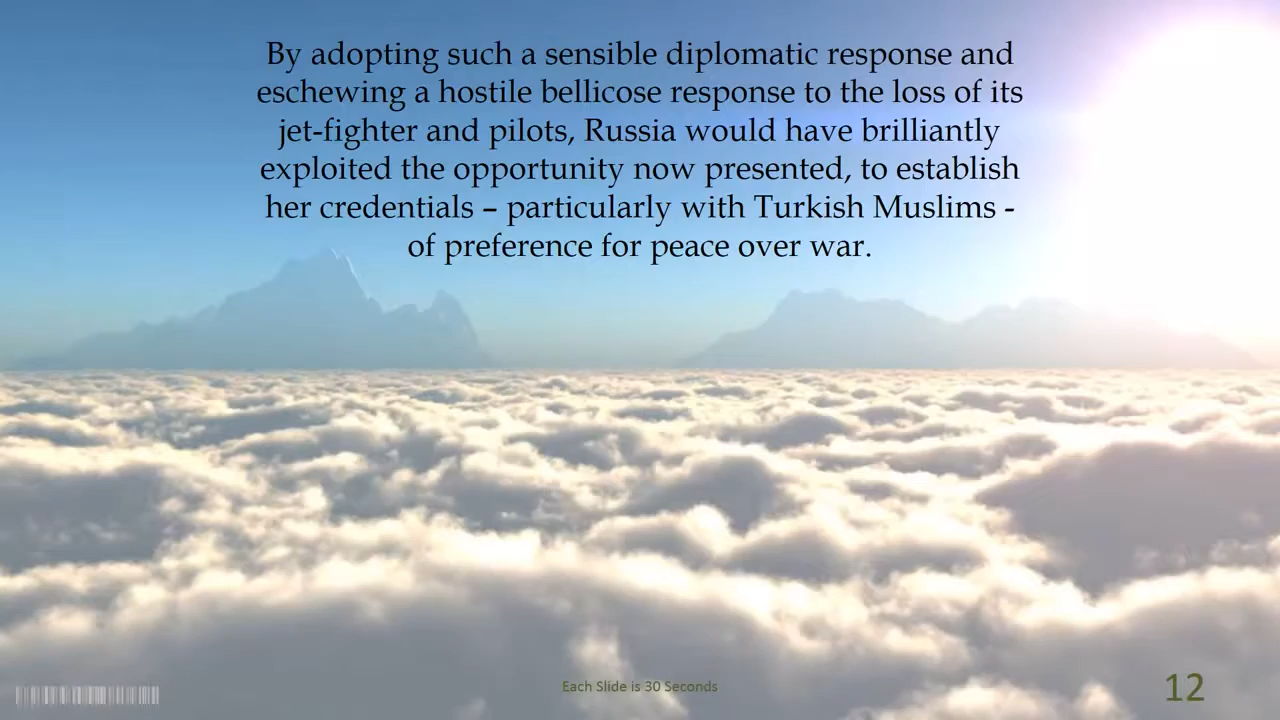 By adopting such a sensible diplomatic response and
eschewing a hostile bellicose response to the loss of its
jet-fighter and pilots, Russia would have brilliantly
exploited the opportunity now presented, to establish
her credentials – particularly with Turkish Muslims -
of preference for peace over war.
Each Slide is 30 Seconds
12